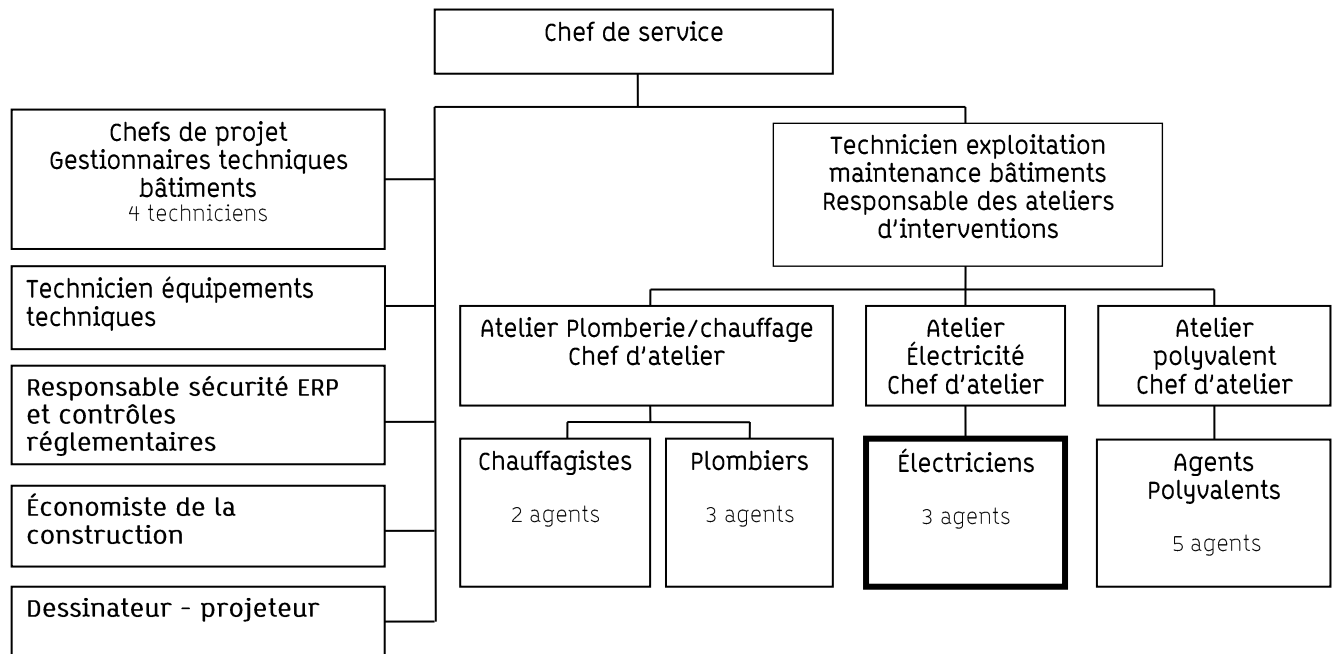 Chef de service
Chefs de projet
Gestionnaires techniques
bâtiments
4 techniciens
Technicien équipements
techniques
Responsable sécurité ERP
et contrôles
réglementaires
Économiste de la
construction
Dessinateur - projeteur
Technicien exploitation
maintenance bâtiments
Responsable des ateliers
d'interventions
Atelier Plomberie/chauffage
Chef d'atelier
Atelier
Électricité
Chef d'atelier
Atelier
polyvalent
Chef d'atelier
Chauffagistes
2 agents
Plombiers
3 agents
Électriciens
3 agents
Agents
Polyvalents
5 agents